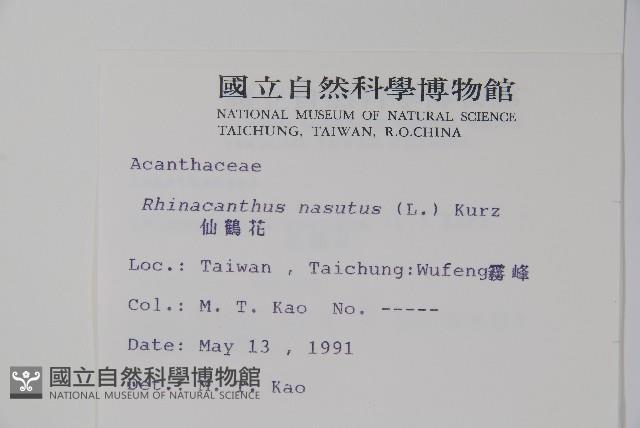 國立自然科學博物館
NATIONAL MUSEUM OF NATURAL SCIENCE
TAICHUNG, TAIWAN, R.O.CHINA
Acanthaceae
Rhinacanthus nasutus (L.) Kurz
仙鶴花
Loc.: Taiwan , Taichung:Wufeng霧峰
Col.: M. T. Kao No. -----
Date: May 13 , 1991
Det.: M. T. Kao
國立自然科學博物館
NATIONAL MUSEUM OF NATURAL SCIENCE